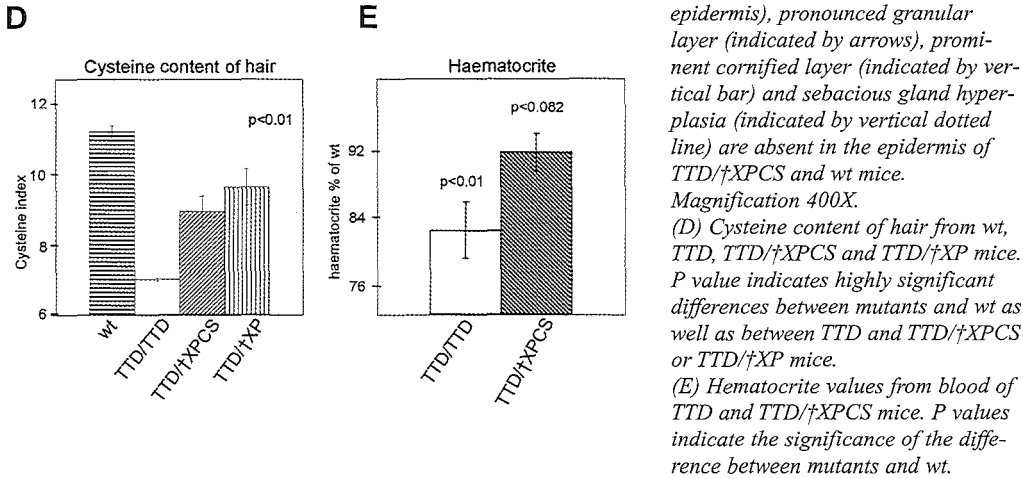 D
Cysteine content of hair
12
10
8
6
Cysteïne index
p<0.01
wt
TTD/TTD
TTD/†XPCS
TTD/†XP
E
Haematocrite
92
84
76
haematocrite % of wt
p<0.01
p<0.082
TTD/TTD
TTD/†XPCS
epidermis), pronounced granular
layer (indicated by arrows), promi-
nent cornified layer (indicated by ver-
tical bar) and sebacious gland hyper-
plasia (indicated by vertical dotted
line) are absent in the epidermis of
TTD/†XPCS and wt mice.
Magnification 400X.
(D) Cysteine content of hair from wt,
TTD, TTD/†XPCS and TTD/†XP mice.
P value indicates highly significant
differences between mutants and wt as
well as between TTD and TTD/†XPCS
or TTD/†XP mice.
(E) Hematocrite values from blood of
TTD and TTD/†XPCS mice. P values
indicate the significance of the diffe-
rence between mutants and wt.